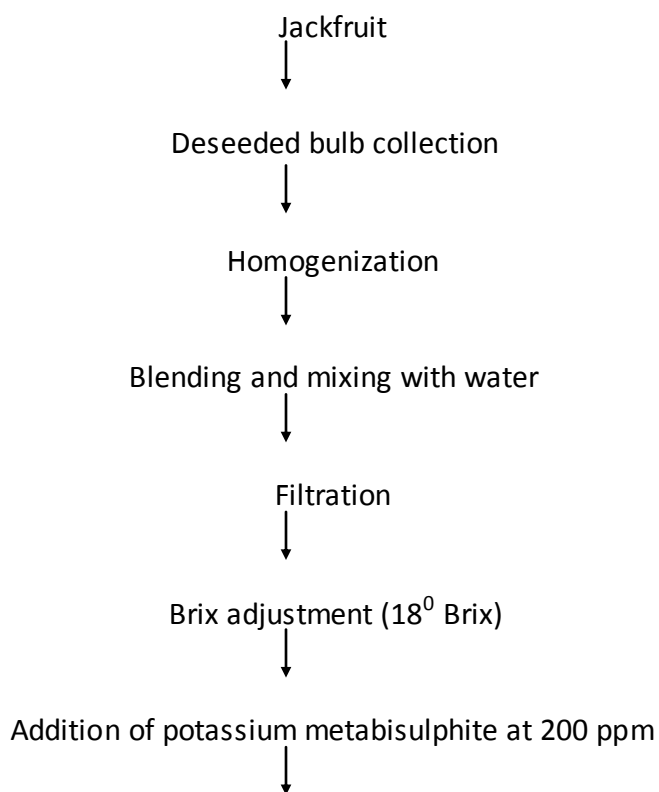 Jackfruit
Deseeded bulb collection
Homogenization
Blending and mixing with water
Filtration
Brix adjustment (18⁰ Brix)
Addition of potassium metabisulphite at 200 ppm